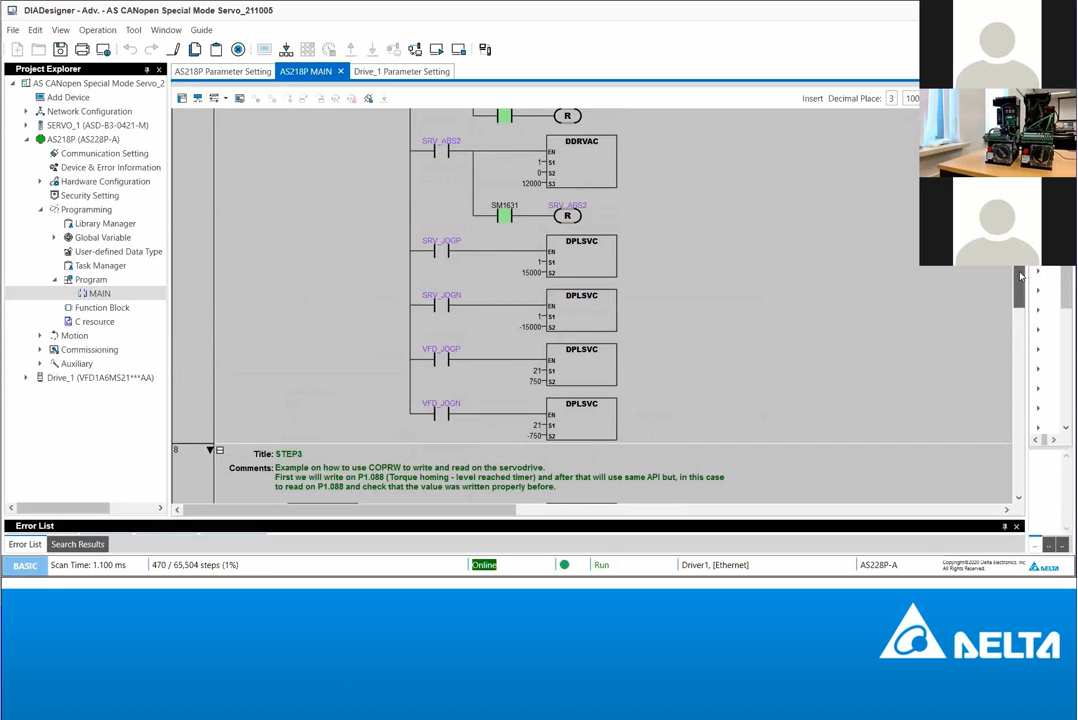 DIADesigner - Adv. - AS CANopen Special Mode Servo_211005
File Edit View Operation Tool Window Guide
Project Explorer
AS218P Parameter Setting AS218P MAIN Drive_1 Parameter Setting
Insert Decimal Place: 3 100
AS CANopen Special Mode Servo_2
Add Device
Network Configuration
SERVO_1 (ASD-B3-0421-M)
AS218P (AS228P-A)
Communication Setting
Device & Error Information
Hardware Configuration
Security Setting
Programming
Library Manager
Global Variable
User-defined Data Type
Task Manager
Program
MAIN
Function Block
C resource
Motion
Commissioning
Auxiliary
Drive_1 (VFD1A6MS21***AA)
R
SRV_ABS2
DDRVAC
EN
1 S1
0 S2
12000 S3
SM1631 SRV_ABS2
R
SRV_JOGP
DPLSVC
EN
1 S1
15000 S2
SRV_JOGN
DPLSVC
EN
1 S1
-15000 S2
VFD_JOGP
DPLSVC
EN
21 S1
750 S2
VFD_JOGN
DPLSVC
EN
21 S1
-750 S2
8
Title: STEP3
Comments: Example on how to use COPRW to write and read on the servodrive.
First we will write on P1.088 (Torque homing - level reached timer) and after that will use same API but, in this case
to read on P1.088 and check that the value was written properly before.
Error List
Error List Search Results
BASIC Scan Time: 1.100 ms 470 / 65,504 steps (1%) Online Run Driver1, [Ethernet] AS228P-A
Copyright©2020 Delta Electronics, Inc.
All Rights Reserved.
DELTA
DELTA